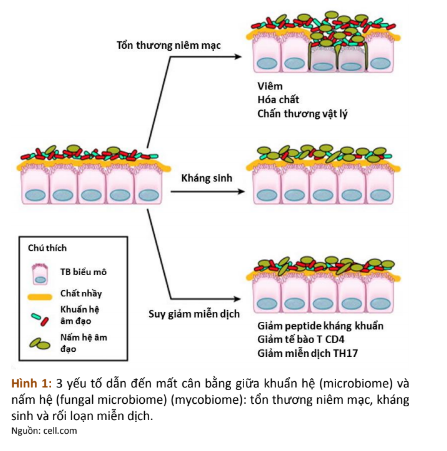 Tổn thương niêm mạc
Viêm
Hóa chất
Chấn thương vật lý
Kháng sinh
Chú thích
TB biểu mô
Chất nhầy
Khuẩn hệ
âm đạo
Nấm hệ âm
đạo
Suy giảm miễn dịch
Giảm peptide kháng khuẩn
Giảm tế bào T CD4
Giảm miễn dịch TH17
Hình 1: 3 yếu tố dẫn đến mất cân bằng giữa khuẩn hệ (microbiome) và
nấm hệ (fungal microbiome) (mycobiome): tổn thương niêm mạc, kháng
sinh và rối loạn miễn dịch.
Nguồn: cell.com